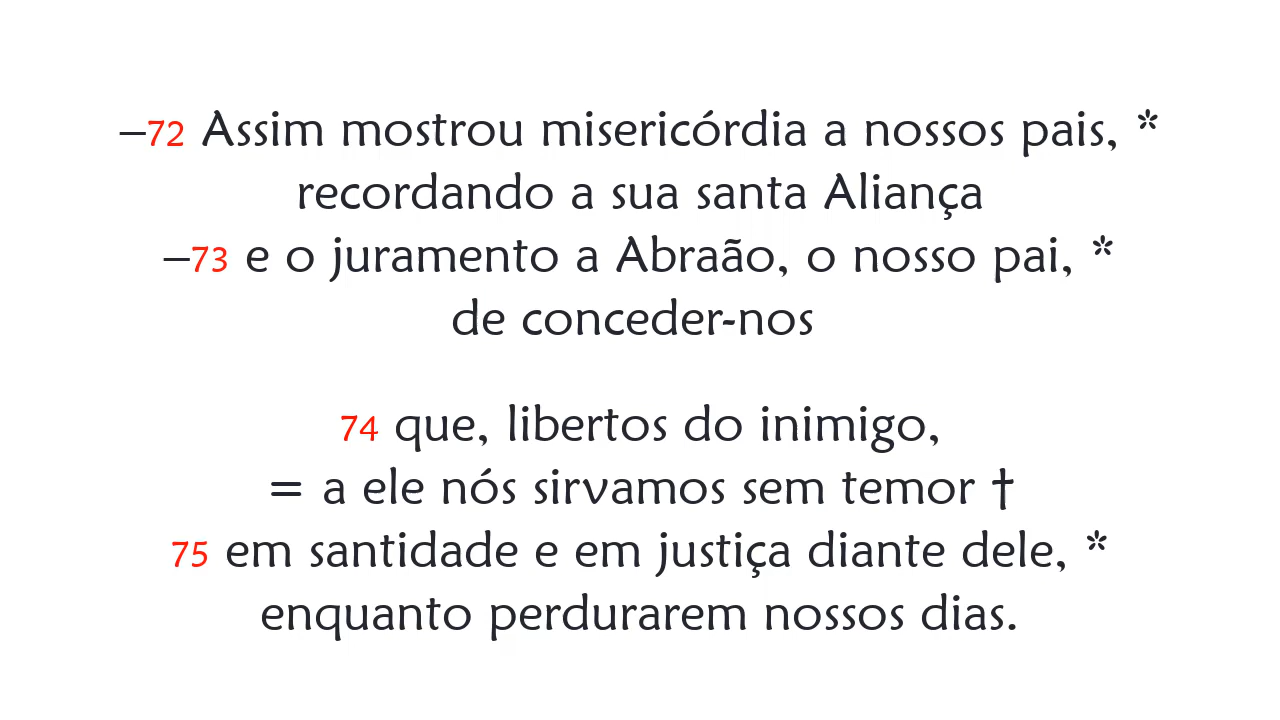 –72 Assim mostrou misericórdia a nossos pais, *
recordando a sua santa Aliança
–73 e o juramento a Abraão, o nosso pai, *
de conceder-nos
74 que, libertos do inimigo,
= a ele nós sirvamos sem temor †
75 em santidade e em justiça diante dele, *
enquanto perdurarem nossos dias.